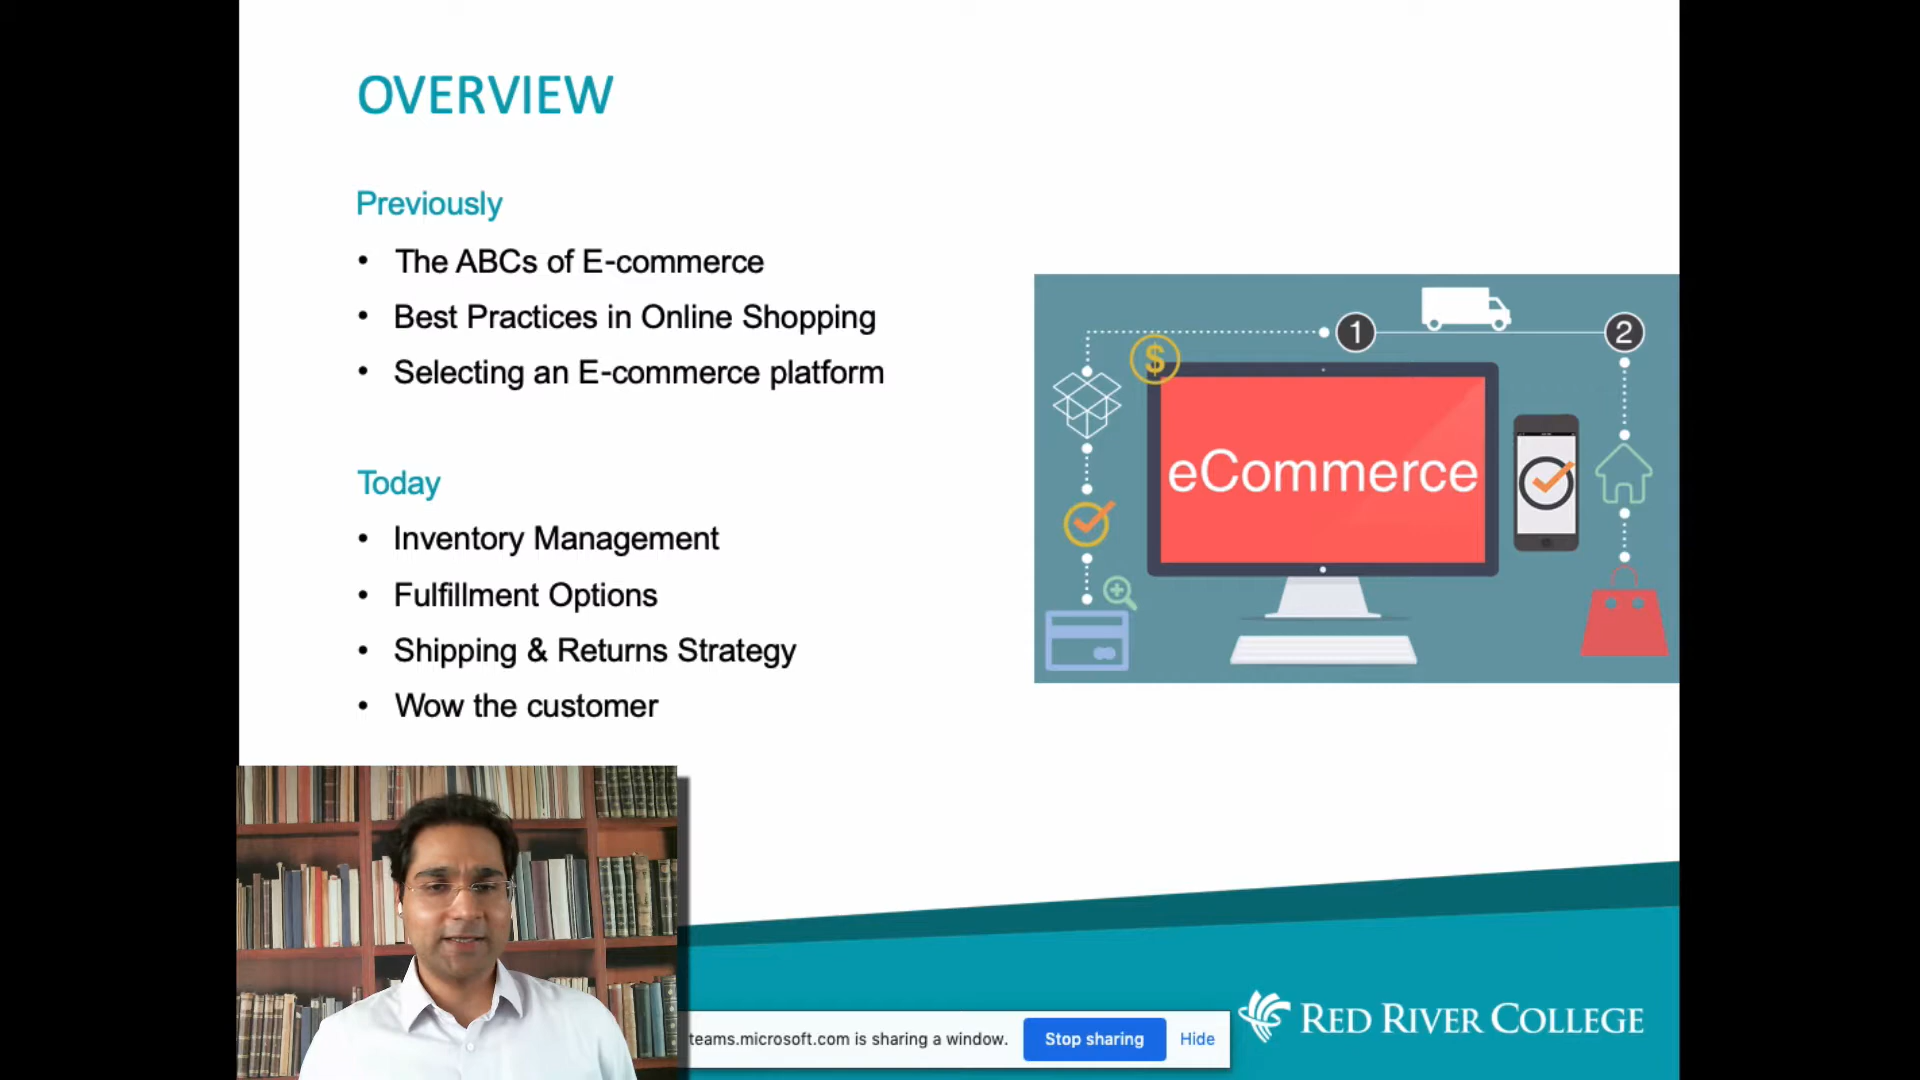 OVERVIEW
Previously
• The ABCs of E-commerce
• Best Practices in Online Shopping
• Selecting an E-commerce platform
Today
• Inventory Management
• Fulfillment Options
• Shipping & Returns Strategy
• Wow the customer
1
2
$
eCommerce
teams.microsoft.com is sharing a window.
Stop sharing
Hide
RED RIVER COLLEGE